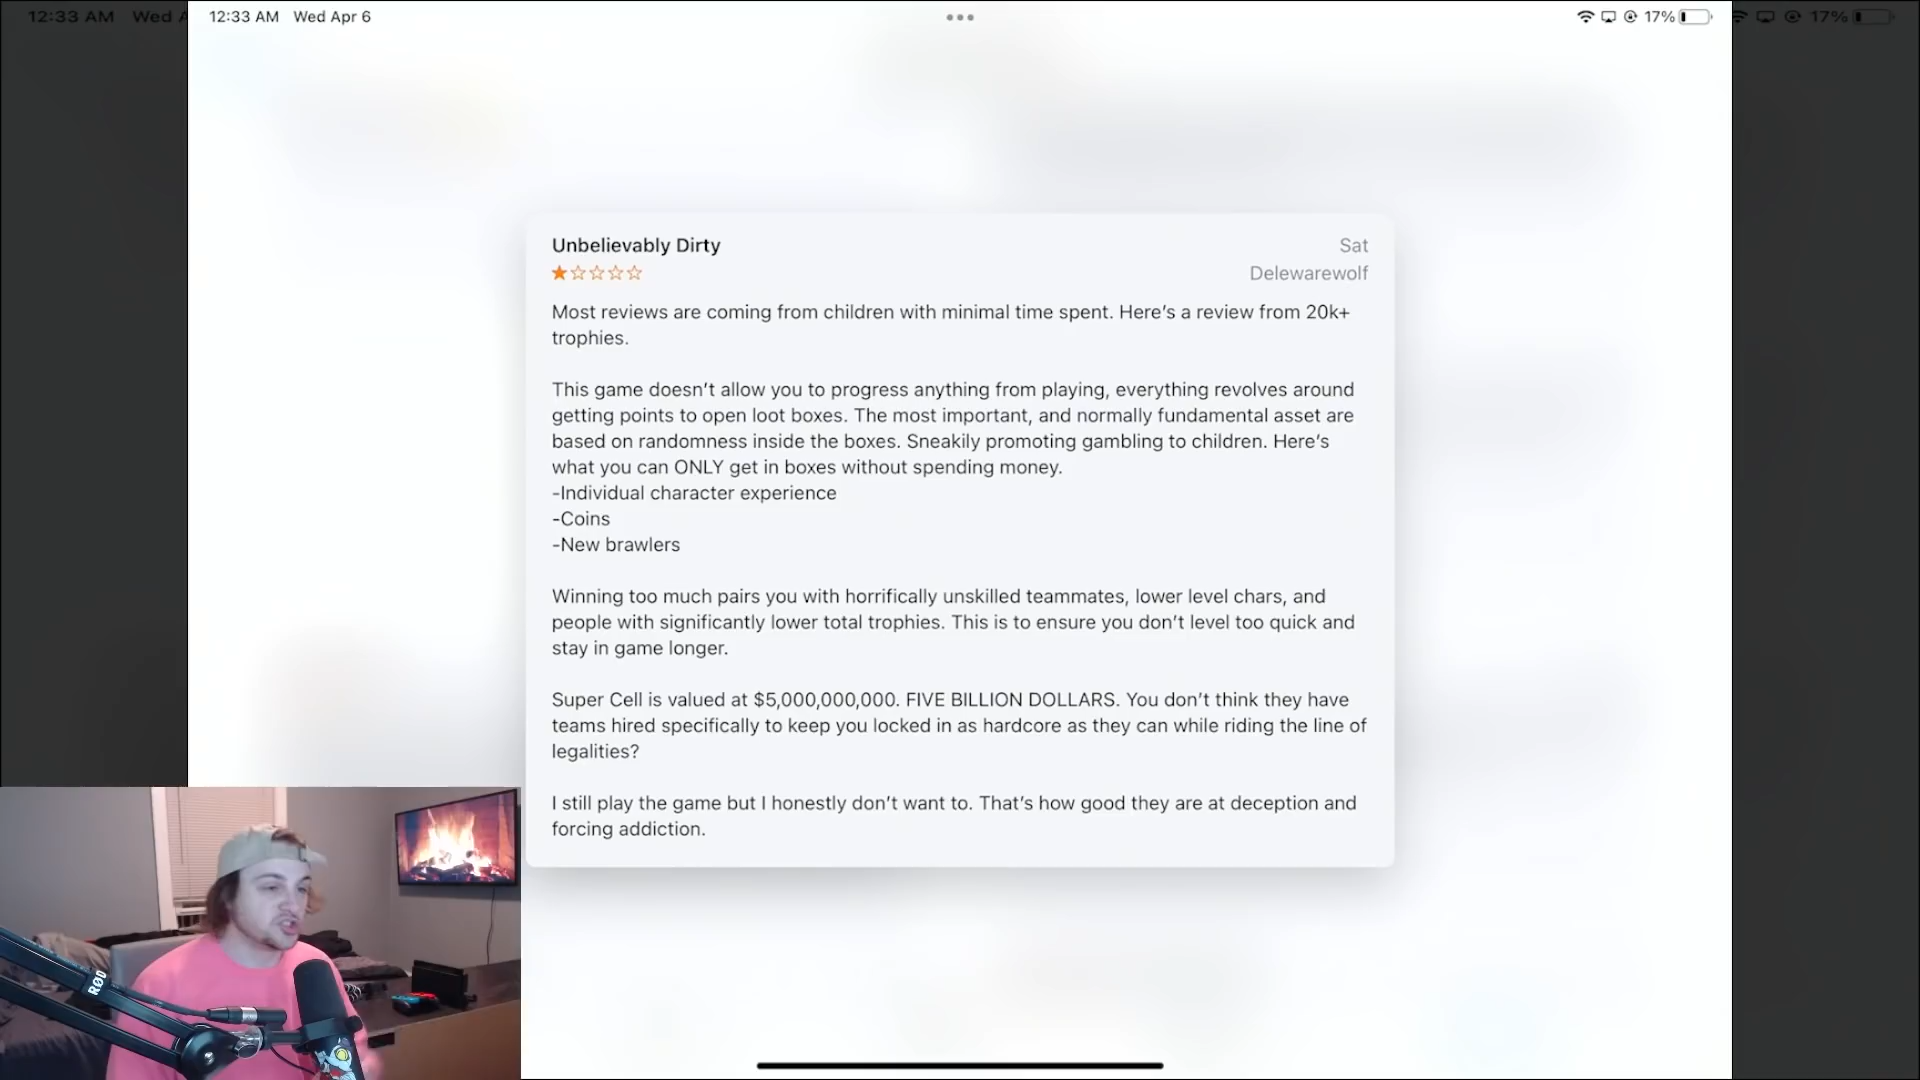 12:33 AM Wed A
12:33 AM Wed Apr 6
17%
17%
Unbelievably Dirty
Sat
Delewarewolf
Most reviews are coming from children with minimal time spent. Here’s a review from 20k+
trophies.
This game doesn’t allow you to progress anything from playing, everything revolves around
getting points to open loot boxes. The most important, and normally fundamental asset are
based on randomness inside the boxes. Sneakily promoting gambling to children. Here’s
what you can ONLY get in boxes without spending money.
-Individual character experience
-Coins
-New brawlers
Winning too much pairs you with horrifically unskilled teammates, lower level chars, and
people with significantly lower total trophies. This is to ensure you don’t level too quick and
stay in game longer.
Super Cell is valued at $5,000,000,000. FIVE BILLION DOLLARS. You don’t think they have
teams hired specifically to keep you locked in as hardcore as they can while riding the line of
legalities?
I still play the game but I honestly don’t want to. That’s how good they are at deception and
forcing addiction.
RØD